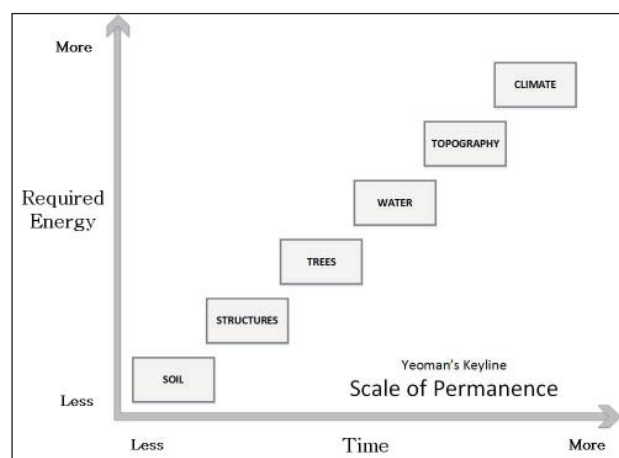 More
CLIMATE
TOPOGRAPHY
Required
Energy
WATER
TREES
STRUCTURES
Yeoman's Keyline
SOIL
Scale of Permanence
Less
Less
Time
More